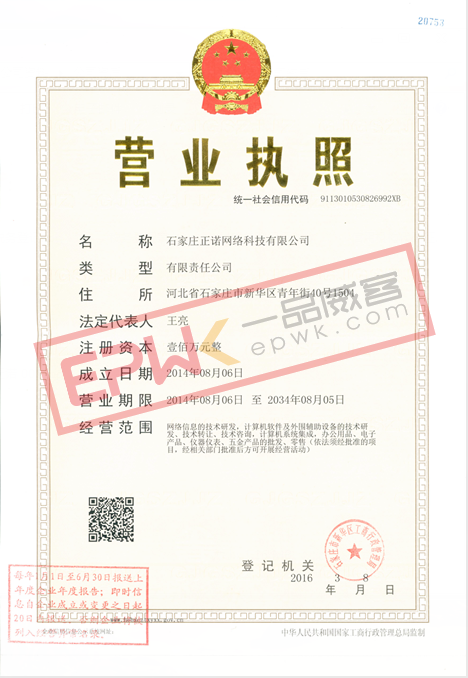 20753
营业执照
统一社会信用代码 9113010530826992XB
名称 石家庄正诺网络科技有限公司
类型 有限责任公司
住所 河北省石家庄市新华区青年街40号1504
法定代表人 王亮
注册资本 壹佰万元整
成立日期 2014年08月06日
营业期限 2014年08月06日 至 2034年08月05日
经营范围 网络信息的技术研发，计算机软件及外围辅助设备的技术研
发、技术转让、技术咨询，计算机系统集成，办公用品、电子
产品、仪器仪表、五金产品的批发、零售（依法须经批准的项
目，经相关部门批准后方可开展经营活动）
EPWK 一品威客
epwk.com
石家庄市新华区工商行政管理局
登记机关
2016 3 8
年 月 日
每年1月1日至6月30日报送上
年度企业年度报告；即时信
息自企业成立或变更之日起
20日
中华人民共和国国家工商行政管理总局监制